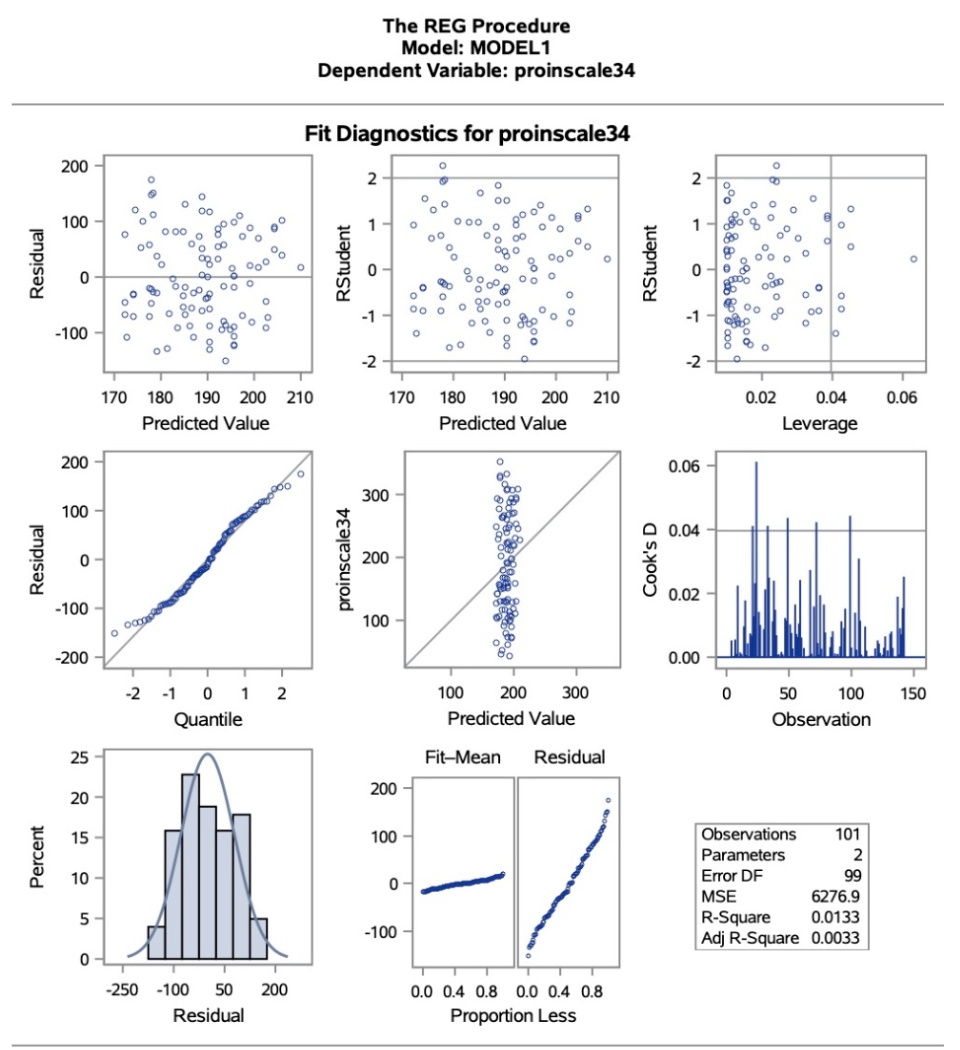 The REG Procedure
Model: MODEL1
Dependent Variable: proinscale34
Fit Diagnostics for proinscale34
Residual
200
100
0
-100
170 180 190 200 210
Predicted Value
RStudent
2
1
0
-1
-2
170 180 190 200 210
Predicted Value
RStudent
2
1
0
-1
-2
0.02 0.04 0.06
Leverage
Residual
200
100
0
-100
-200
-2 -1 0 1 2
Quantile
proinscale34
300
200
100
100 200 300
Predicted Value
Cook's D
0.06
0.04
0.02
0.00
0 50 100 150
Observation
Percent
25
20
15
10
5
0
-250 -100 50 200
Residual
Fit–Mean Residual
200
100
0
-100
0.0 0.4 0.8 0.0 0.4 0.8
Proportion Less
Observations 101
Parameters 2
Error DF 99
MSE 6276.9
R-Square 0.0133
Adj R-Square 0.0033